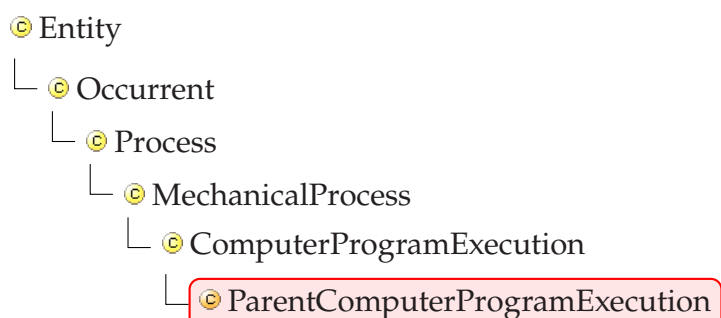 C Entity
C Occurrent
C Process
C MechanicalProcess
C ComputerProgramExecution
C ParentComputerProgramExecution